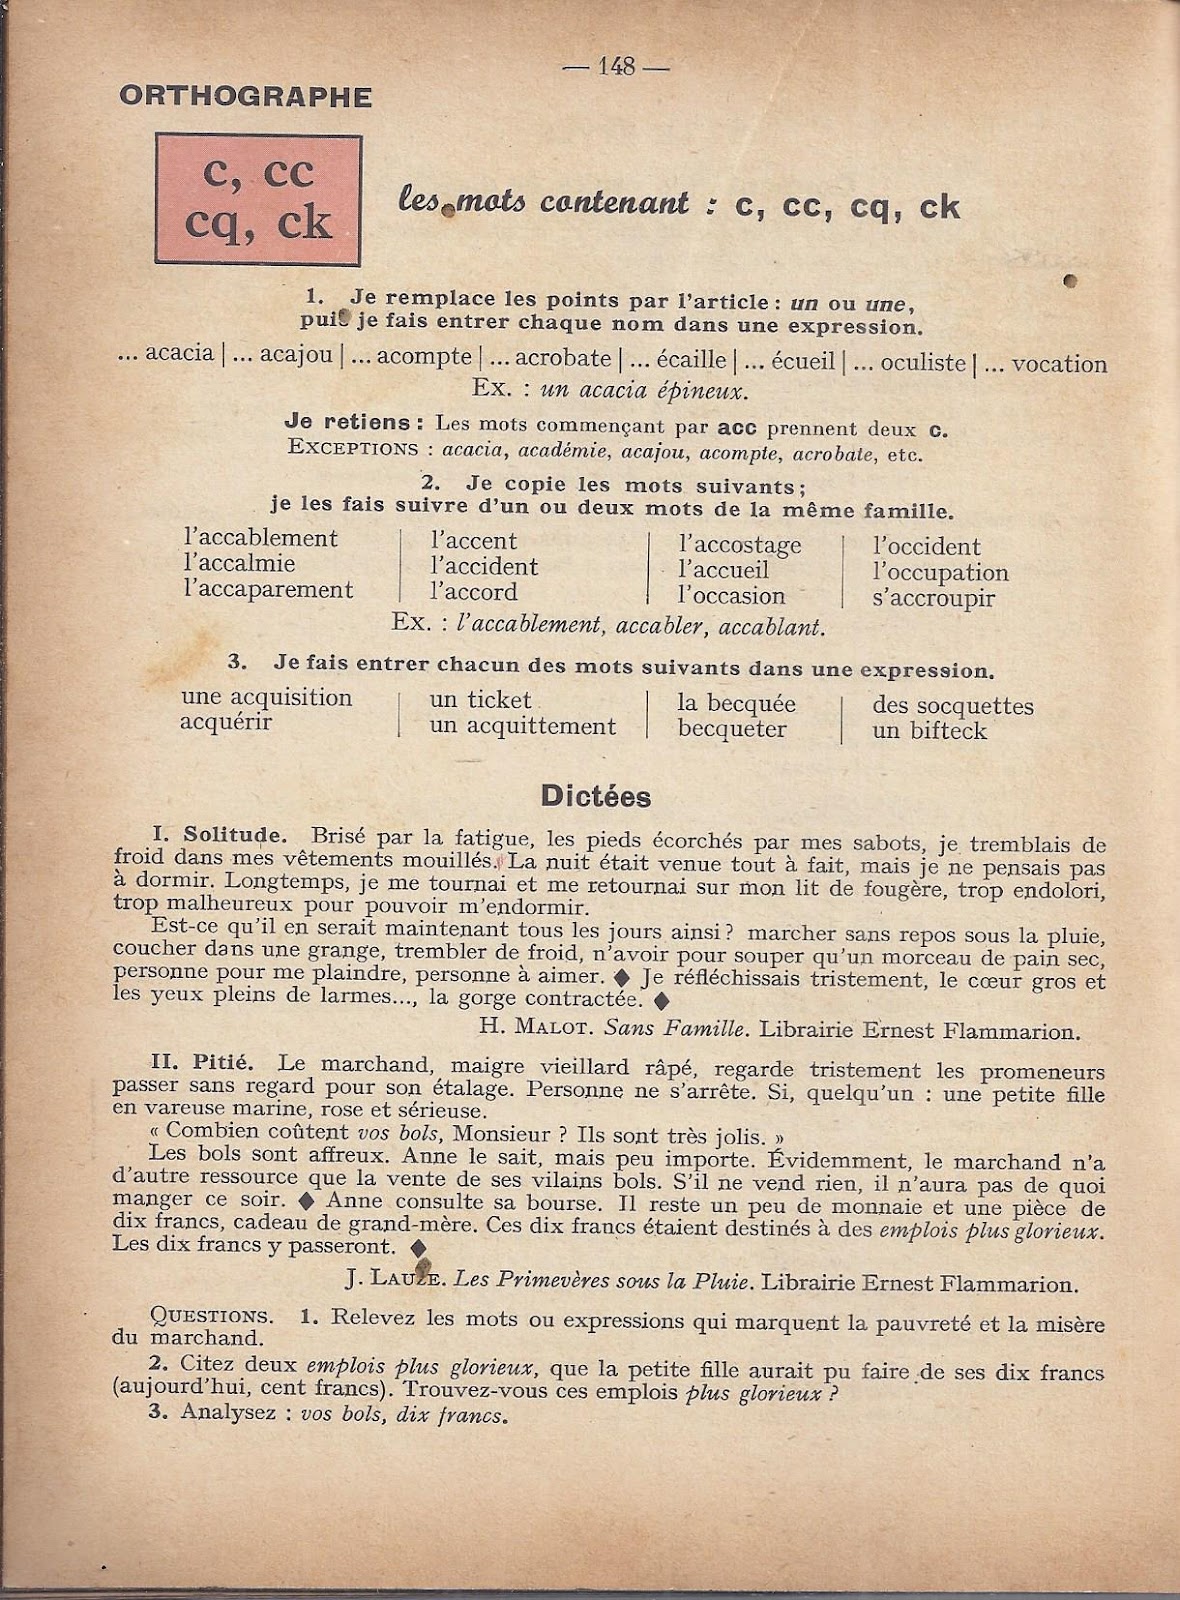 — 148 —
ORTHOGRAPHE
c, cc
cq, ck
les mots contenant : c, cc, cq, ck
1. Je remplace les points par l'article : un ou une,
puis je fais entrer chaque nom dans une expression.
... acacia | ... acajou | ... acompte | ... acrobate | ... écaille | ... écueil | ... oculiste | ... vocation
Ex. : un acacia épineux.
Je retiens : Les mots commençant par acc prennent deux c.
EXCEPTIONS : acacia, académie, acajou, acompte, acrobate, etc.
2. Je copie les mots suivants ;
je les fais suivre d'un ou deux mots de la même famille.
l'accablement | l'accent | l'accostage | l'occident
l'accalmie | l'accident | l'accueil | l'occupation
l'accaparement | l'accord | l'occasion | s'accroupir
Ex. : l'accablement, accabler, accablant.
3. Je fais entrer chacun des mots suivants dans une expression.
une acquisition | un ticket | la becquée | des socquettes
acquérir | un acquittement | becqueter | un bifteck
Dictées
I. Solitude. Brisé par la fatigue, les pieds écorchés par mes sabots, je tremblais de
froid dans mes vêtements mouillés. La nuit était venue tout à fait, mais je ne pensais pas
à dormir. Longtemps, je me tournai et me retournai sur mon lit de fougère, trop endolori,
trop malheureux pour pouvoir m'endormir.
Est-ce qu'il en serait maintenant tous les jours ainsi ? marcher sans repos sous la pluie,
coucher dans une grange, trembler de froid, n'avoir pour souper qu'un morceau de pain sec,
personne pour me plaindre, personne à aimer. ♦ Je réfléchissais tristement, le cœur gros et
les yeux pleins de larmes..., la gorge contractée. ♦
H. MALOT. Sans Famille. Librairie Ernest Flammarion.
II. Pitié. Le marchand, maigre vieillard râpé, regarde tristement les promeneurs
passer sans regard pour son étalage. Personne ne s'arrête. Si, quelqu'un : une petite fille
en vareuse marine, rose et sérieuse.
« Combien coûtent vos bols, Monsieur ? Ils sont très jolis. »
Les bols sont affreux. Anne le sait, mais peu importe. Évidemment, le marchand n'a
d'autre ressource que la vente de ses vilains bols. S'il ne vend rien, il n'aura pas de quoi
manger ce soir. ♦ Anne consulte sa bourse. Il reste un peu de monnaie et une pièce de
dix francs, cadeau de grand-mère. Ces dix francs étaient destinés à des emplois plus glorieux.
Les dix francs y passeront. ♦
J. LAUZE. Les Primevères sous la Pluie. Librairie Ernest Flammarion.
QUESTIONS. 1. Relevez les mots ou expressions qui marquent la pauvreté et la misère
du marchand.
2. Citez deux emplois plus glorieux, que la petite fille aurait pu faire de ses dix francs
(aujourd'hui, cent francs). Trouvez-vous ces emplois plus glorieux ?
3. Analysez : vos bols, dix francs.